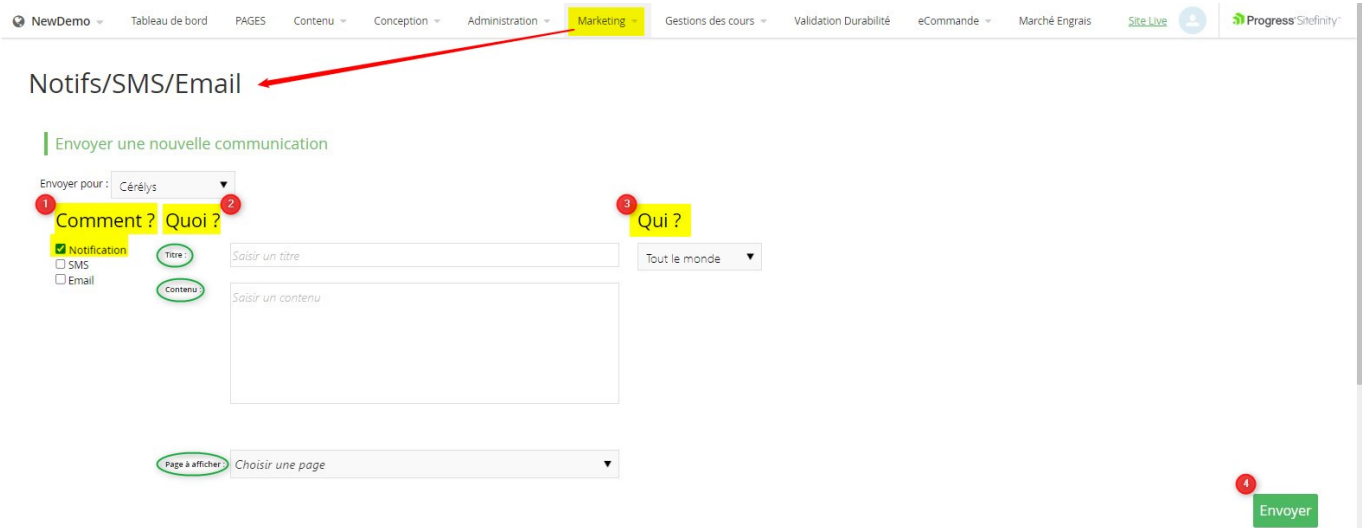 NewDemo Tableau de bord PAGES Contenu Conception Administration Marketing Gestions des cours Validation Durabilité eCommande Marché Engrais Site Live Progress Sitefinity
Notifs/SMS/Email
Envoyer une nouvelle communication
Envoyer pour : Cérélys
1 2 3
Comment ? Quoi ? Qui ?
Notification Titre : Saisir un titre Tout le monde
SMS
Email Contenu : Saisir un contenu
Page à afficher : Choisir une page
4
Envoyer